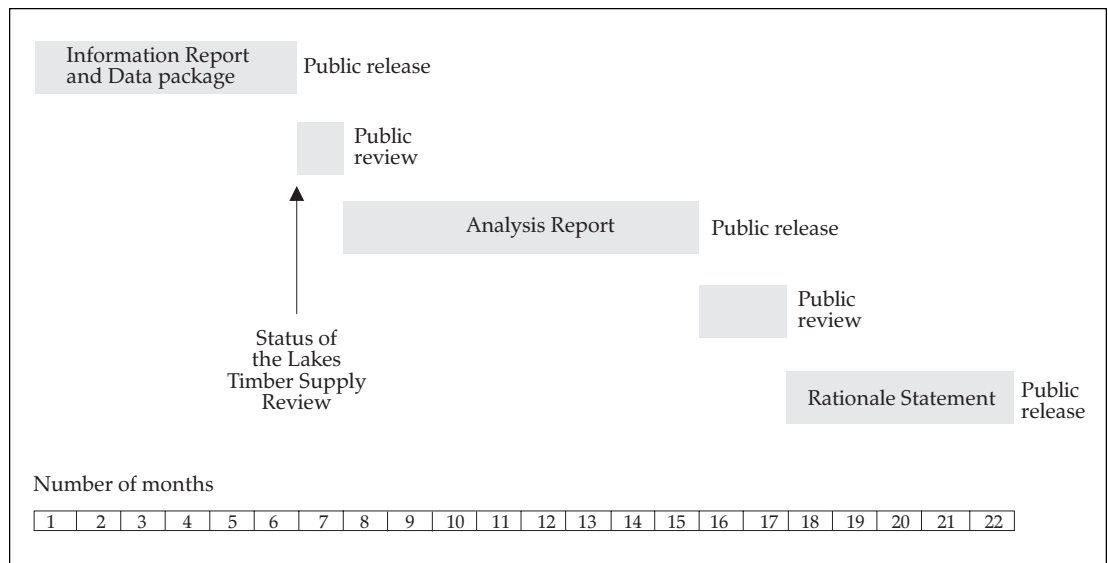 Information Report
and Data package
Public release
Public
review
Analysis Report
Public release
Public
review
Status of
the Lakes
Timber Supply
Review
Rationale Statement
Public
release
Number of months
1 2 3 4 5 6 7 8 9 10 11 12 13 14 15 16 17 18 19 20 21 22